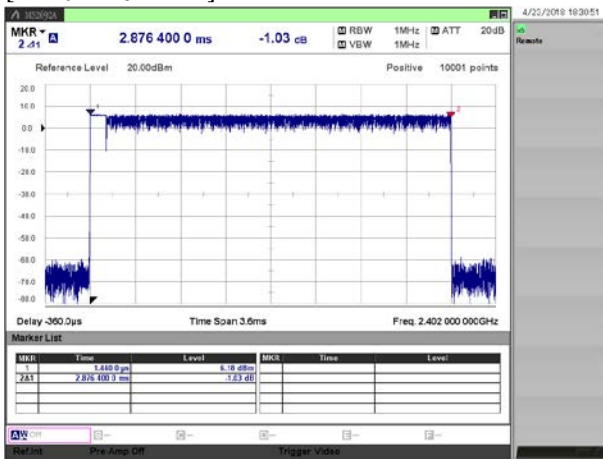 MS2692A
4/23/2018 18:30:51
MKR
2Δ1
A
2.876 400 0 ms
-1.03 dB
M RBW 1MHz M ATT 20dB
M VBW 1MHz
Remote
Reference Level 20.00dBm
Positive 10001 points
20.0
10.0
0.0
-10.0
-20.0
-30.0
-40.0
-50.0
-60.0
-70.0
-80.0
1
2
Delay -360.0µs
Time Span 3.6ms
Freq. 2.402 000 000GHz
Marker List
MKR Time Level MKR Time Level
1 1.440 0 µs 6.18 dBm
2Δ1 2.876 400 0 ms -1.03 dB
AW Off
Ref.Int Pre-Amp Off Trigger Video